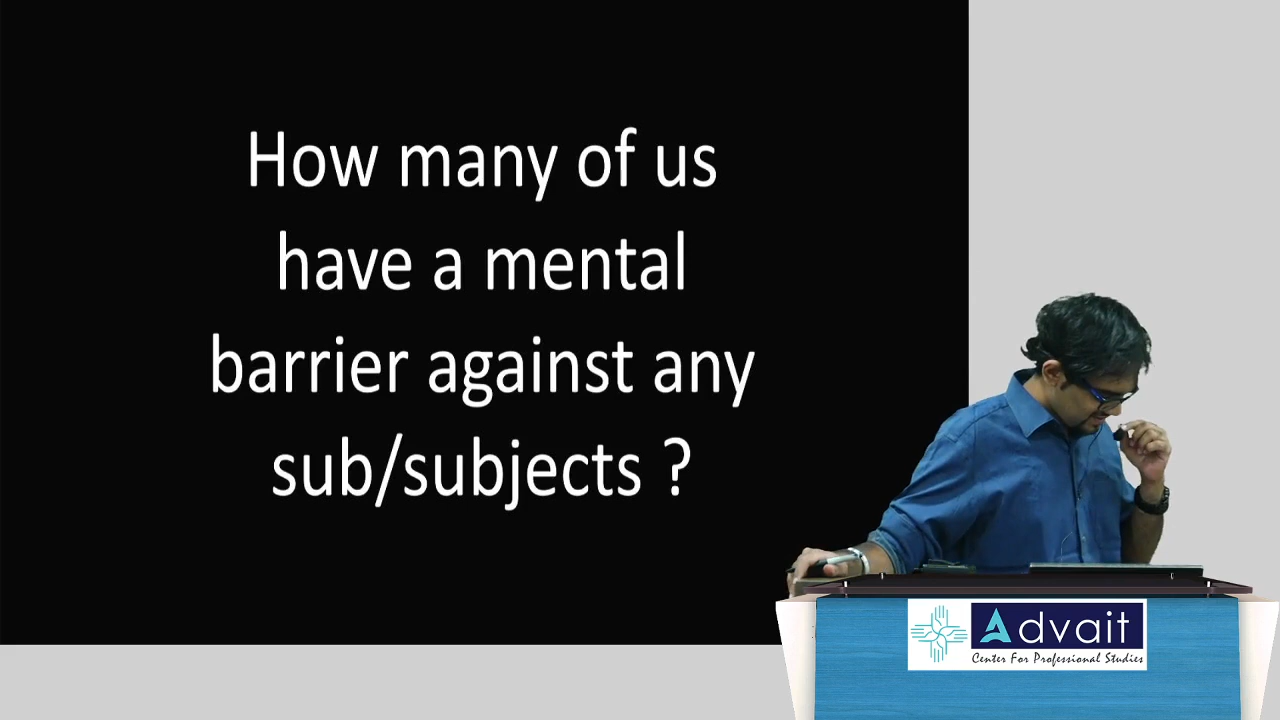 How many of us
have a mental
barrier against any
sub/subjects ?
Advait
Center For Professional Studies